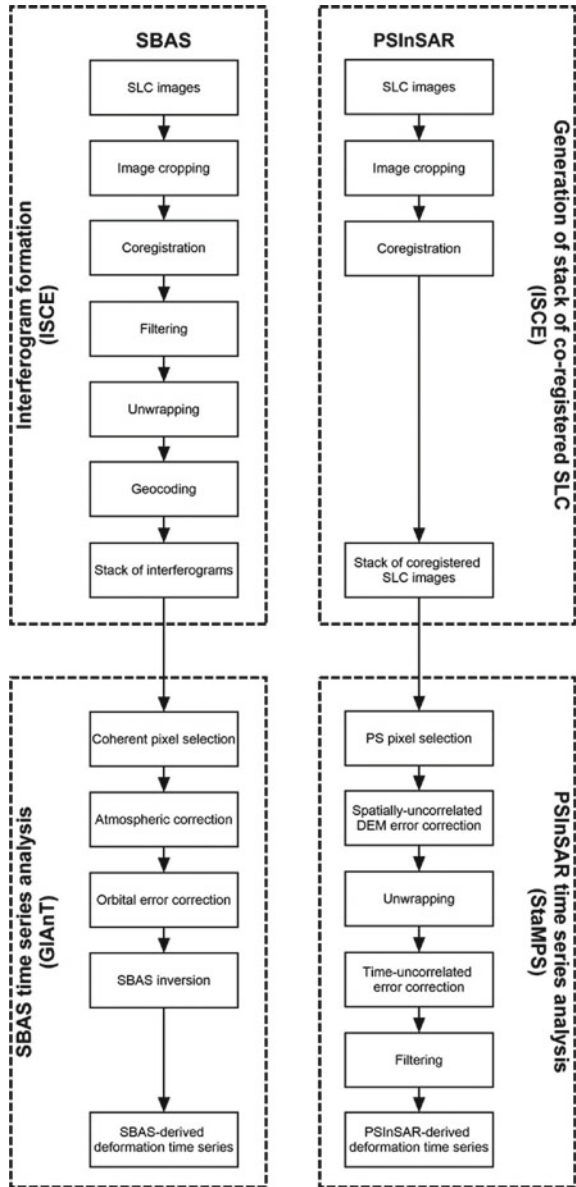 SBAS
SLC images
Image cropping
Coregistration
Filtering
Unwrapping
Geocoding
Stack of interferograms
Interferogram formation
(ISCE)
PSInSAR
SLC images
Image cropping
Coregistration
Stack of coregistered
SLC images
Generation of stack of co-registered SLC
(ISCE)
Coherent pixel selection
Atmospheric correction
Orbital error correction
SBAS inversion
SBAS-derived
deformation time series
SBAS time series analysis
(GIAnT)
PS pixel selection
Spatially-uncorrelated
DEM error correction
Unwrapping
Time-uncorrelated
error correction
Filtering
PSInSAR-derived
deformation time series
PSInSAR time series analysis
(StaMPS)